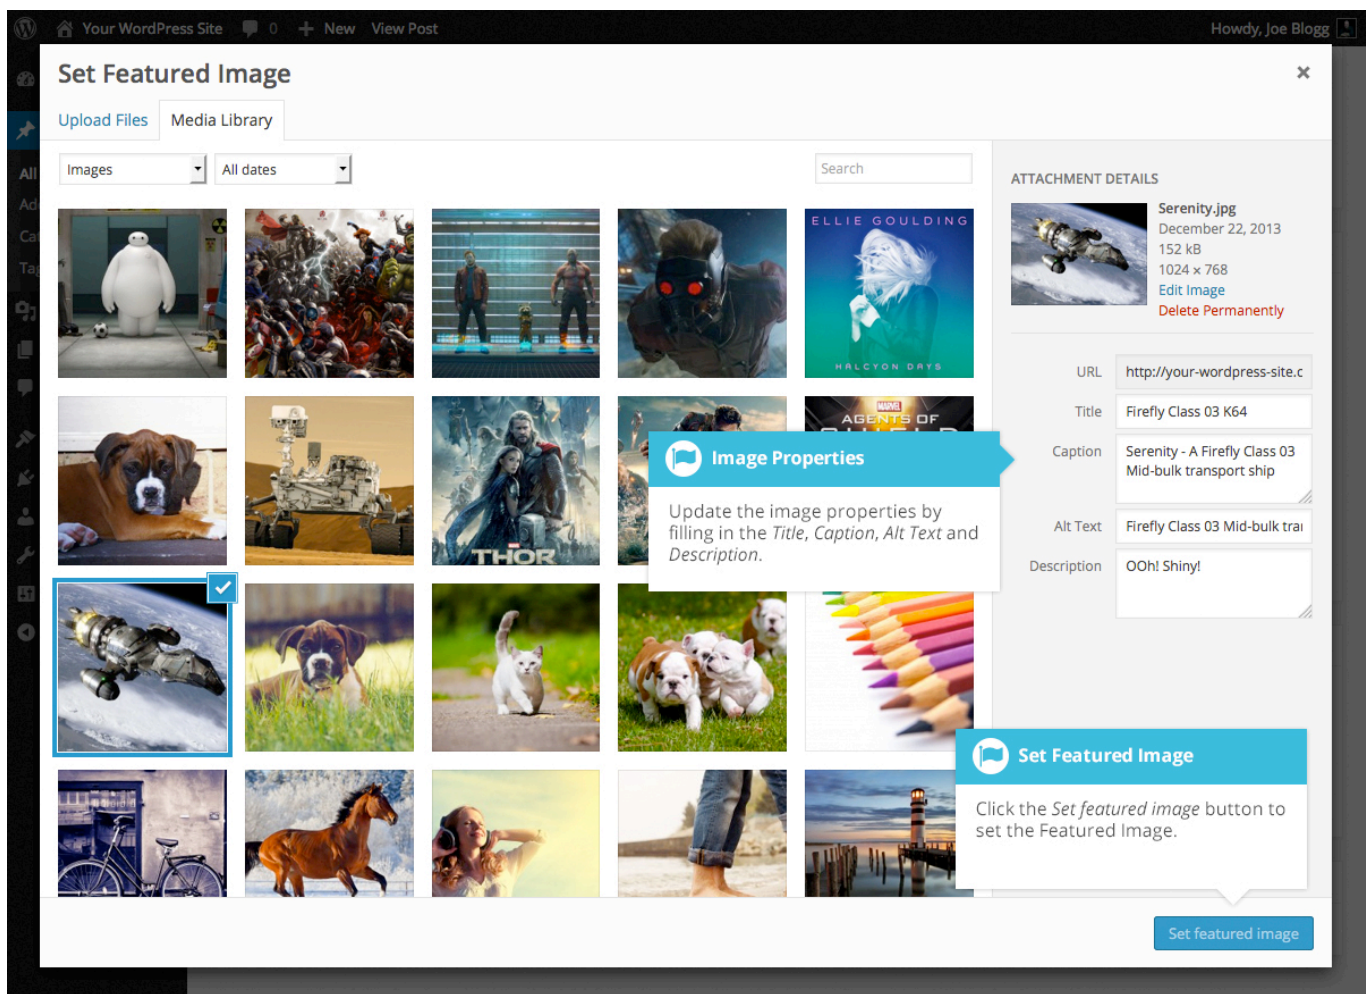 Your WordPress Site
0
New
View Post
Howdy, Joe Blogg
Set Featured Image
Upload Files
Media Library
All
Images
All dates
Search
ELLIE GOULDING
HALCYON DAYS
MARVEL
THOR
MARVEL
AGENTS OF
Image Properties
Update the image properties by
filling in the Title, Caption, Alt Text and
Description.
ATTACHMENT DETAILS
Serenity.jpg
December 22, 2013
152 kB
1024 × 768
Edit Image
Delete Permanently
URL
http://your-wordpress-site.c
Title
Firefly Class 03 K64
Caption
Serenity - A Firefly Class 03
Mid-bulk transport ship
Alt Text
Firefly Class 03 Mid-bulk tra
Description
OOh! Shiny!
Set Featured Image
Click the Set featured image button to
set the Featured Image.
Set featured image